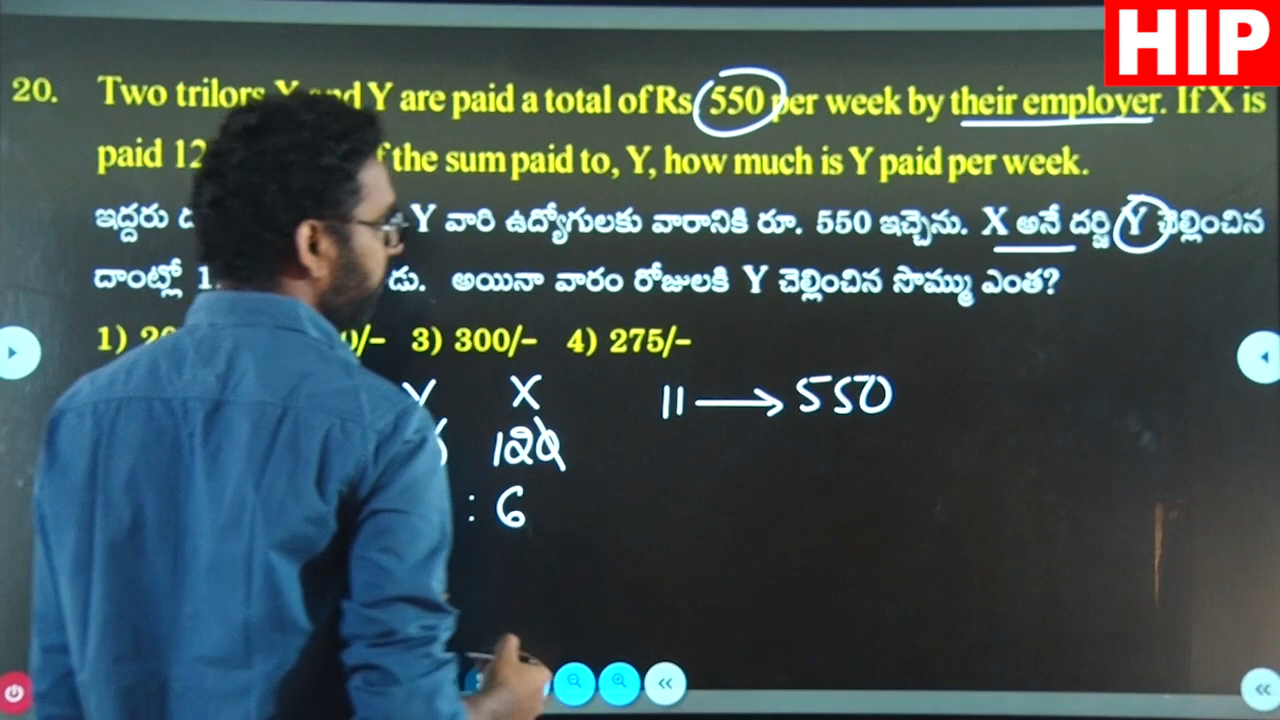 HIP
20. Two trilors X and Y are paid a total of Rs 550 per week by their employer. If X is
paid 12 the sum paid to, Y, how much is Y paid per week.
ఇద్దరు Y వారి ఉద్యోగులకు వారానికి రూ. 550 ఇచ్చెను. X అనే దర్జి Y చెల్లించిన
దాంట్లో 1 డు. అయినా వారం రోజులకి Y చెల్లించిన సొమ్ము ఎంత?
1) 20 0/- 3) 300/- 4) 275/-
Y X 11 → 550
120
: 6